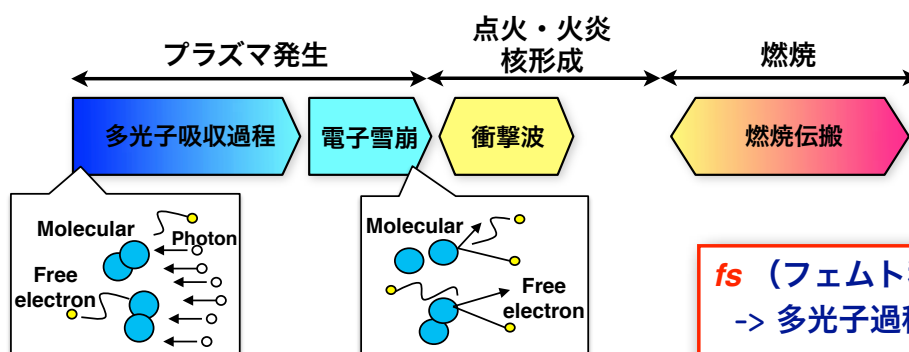 プラズマ発生
点火・火炎
核形成
燃焼
多光子吸収過程
電子雪崩
衝撃波
燃焼伝搬
Molecular
Photon
Free
electron
Molecular
Free
electron
fs （フェムト
-> 多光子過